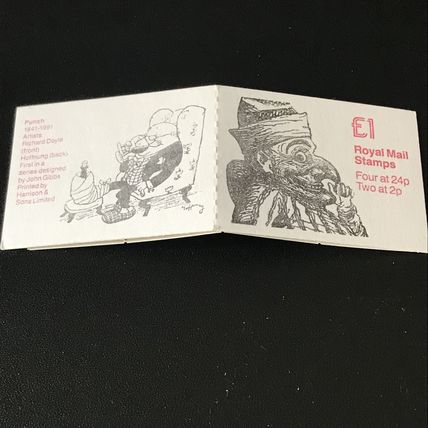 Punch
1841-1991
Artists
Richard Doyle
(front)
Hoffnung (back)
First in a
series designed
by John Gibbs
Printed by
Harrison &
Sons Limited
£1
Royal Mail
Stamps
Four at 24p
Two at 2p